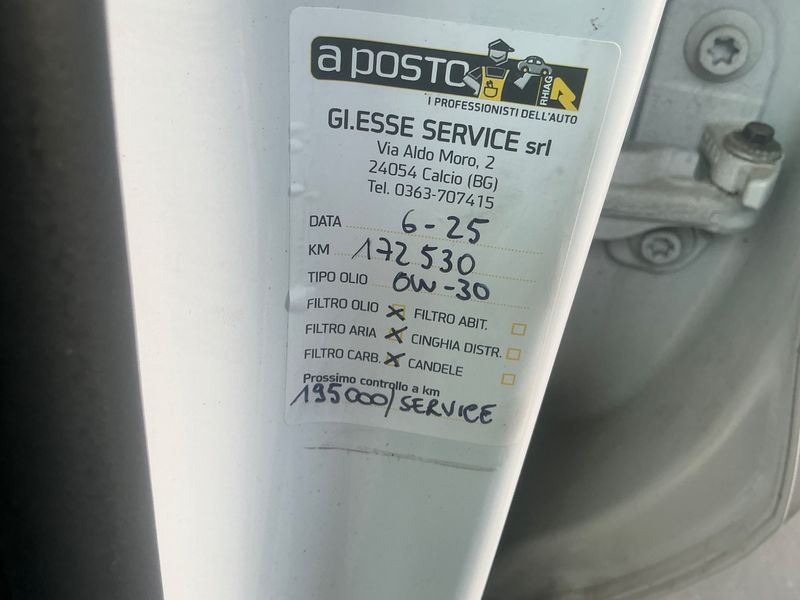 a posto
RHIAG
I PROFESSIONISTI DELL'AUTO
GI.ESSE SERVICE srl
Via Aldo Moro, 2
24054 Calcio (BG)
Tel. 0363-707415
DATA 6-25
KM 172530
TIPO OLIO 0W-30
FILTRO OLIO FILTRO ABIT.
FILTRO ARIA CINGHIA DISTR.
FILTRO CARB. CANDELE
Prossimo controllo a km
195000/SERVICE